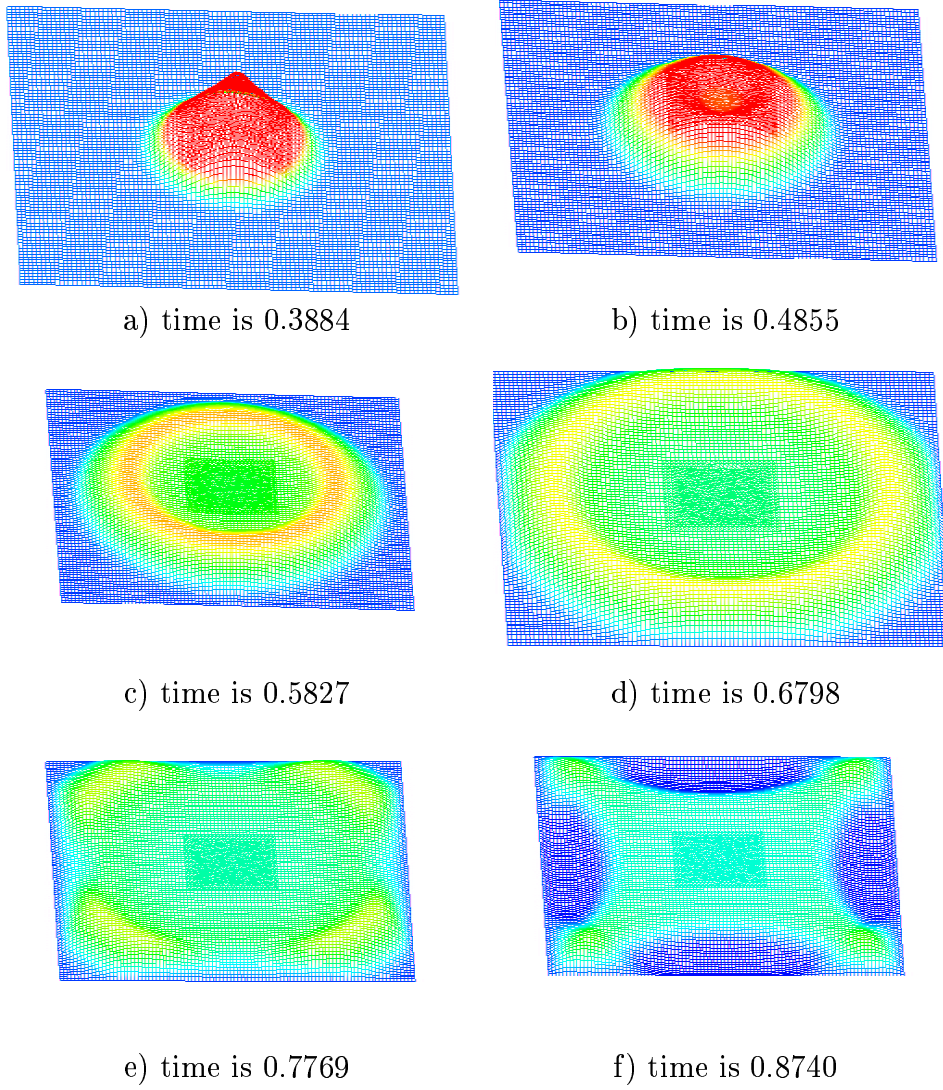 a) time is 0.3884
b) time is 0.4855
c) time is 0.5827
d) time is 0.6798
e) time is 0.7769
f) time is 0.8740